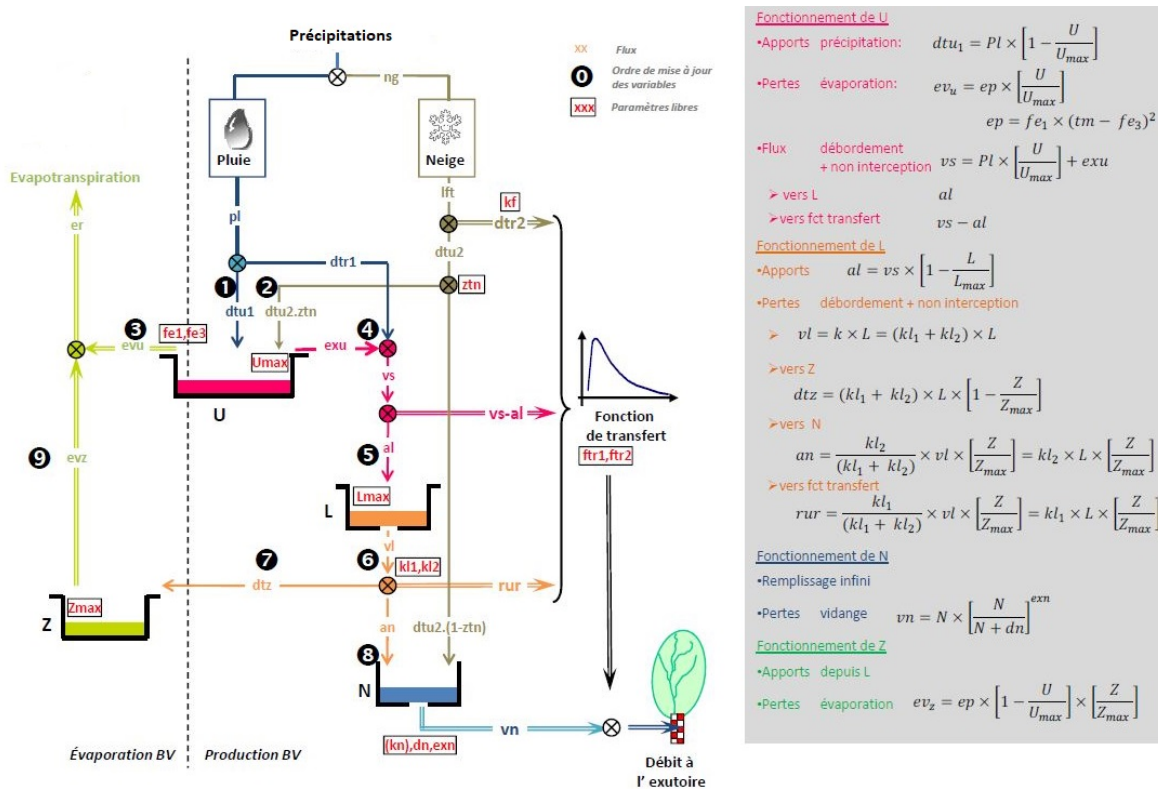 Précipitations
ng
Pluie
Neige
xx Flux
0 Ordre de mise à jour
des variables
xxx Paramètres libres
Evapotranspiration
er
pl
lft
kf
dtr2
dtu2
dtr1
ztn
1
2
dtu1
dtu2.ztn
3
fe1,fe3
evu
Umax
exu
4
U
vs
vs-al
al
5
Fonction
de transfert
ftr1,ftr2
9
evz
Lmax
L
vl
6
kl1,kl2
7
dtz
rur
Zmax
Z
an
dtu2.(1-ztn)
8
N
vn
(kn),dn,exn
Évaporation BV
Production BV
Débit à
l' exutoire
Fonctionnement de U
•Apports précipitation: dtu₁ = Pl × [1 − U/Umax]
•Pertes évaporation: evᵤ = ep × [U/Umax]
ep = fe₁ × (tm − fe₃)²
•Flux débordement
+ non interception vs = Pl × [U/Umax] + exu
➢ vers L al
➢vers fct transfert vs − al
Fonctionnement de L
•Apports al = vs × [1 − L/Lmax]
•Pertes débordement + non interception
➢ vl = k × L = (kl₁ + kl₂) × L
➢vers Z
dtz = (kl₁ + kl₂) × L × [1 − Z/Zmax]
➢vers N
an = kl₂/(kl₁ + kl₂) × vl × [Z/Zmax] = kl₂ × L × [Z/Zmax]
➢vers fct transfert
rur = kl₁/(kl₁ + kl₂) × vl × [Z/Zmax] = kl₁ × L × [Z/Zmax]
Fonctionnement de N
•Remplissage infini
•Pertes vidange vn = N × [N/(N + dn)]^exn
Fonctionnement de Z
•Apports depuis L
•Pertes évaporation ev_z = ep × [1 − U/Umax] × [Z/Zmax]